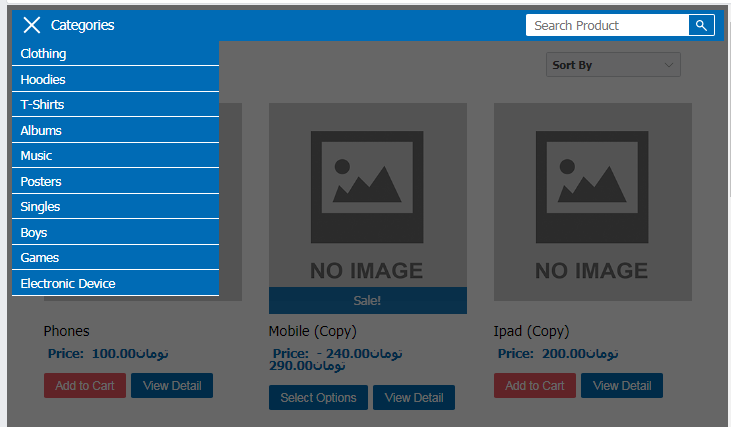 Categories
Search Product
Clothing
Hoodies
T-Shirts
Albums
Music
Posters
Singles
Boys
Games
Electronic Device
Sort By
NO IMAGE
NO IMAGE
Sale!
Phones
Price: 100.00تومان
Add to Cart
View Detail
Mobile (Copy)
Price: - 240.00تومان
290.00تومان
Select Options
View Detail
Ipad (Copy)
Price: 200.00تومان
Add to Cart
View Detail